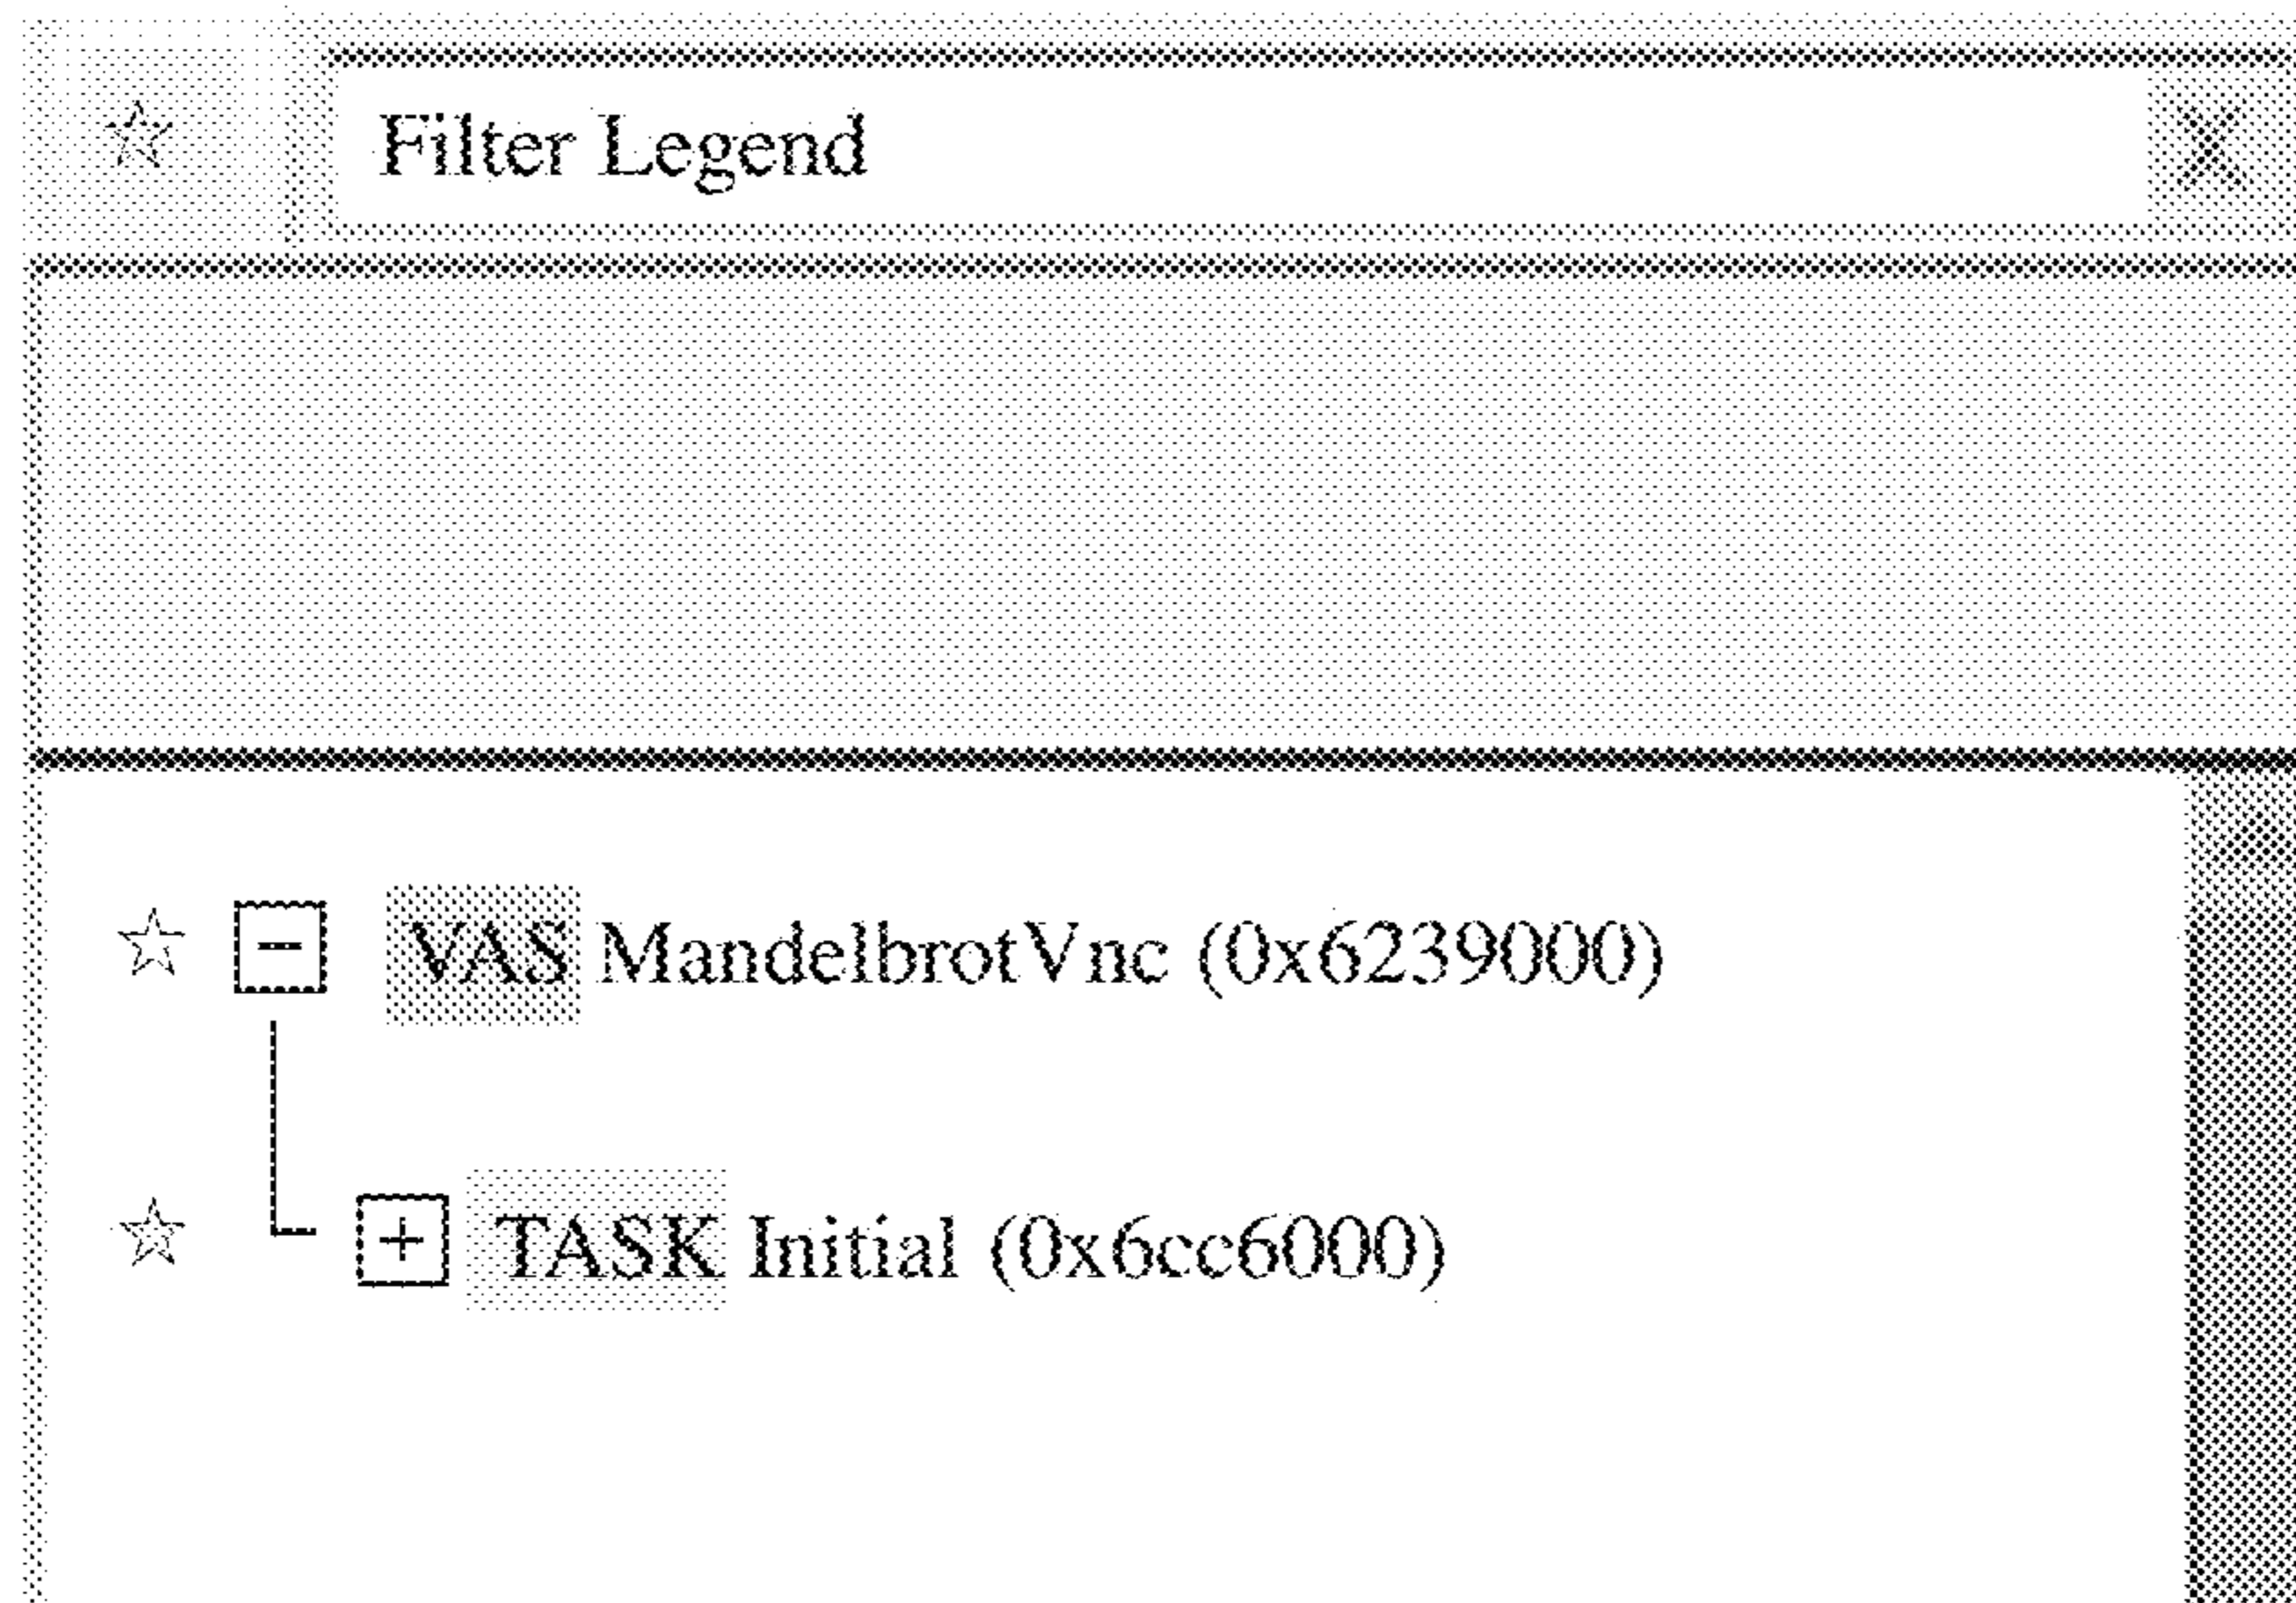 ☆ Filter Legend X
☆ − VAS MandelbrotVnc (0x6239000)
☆ + TASK Initial (0x6cc6000)